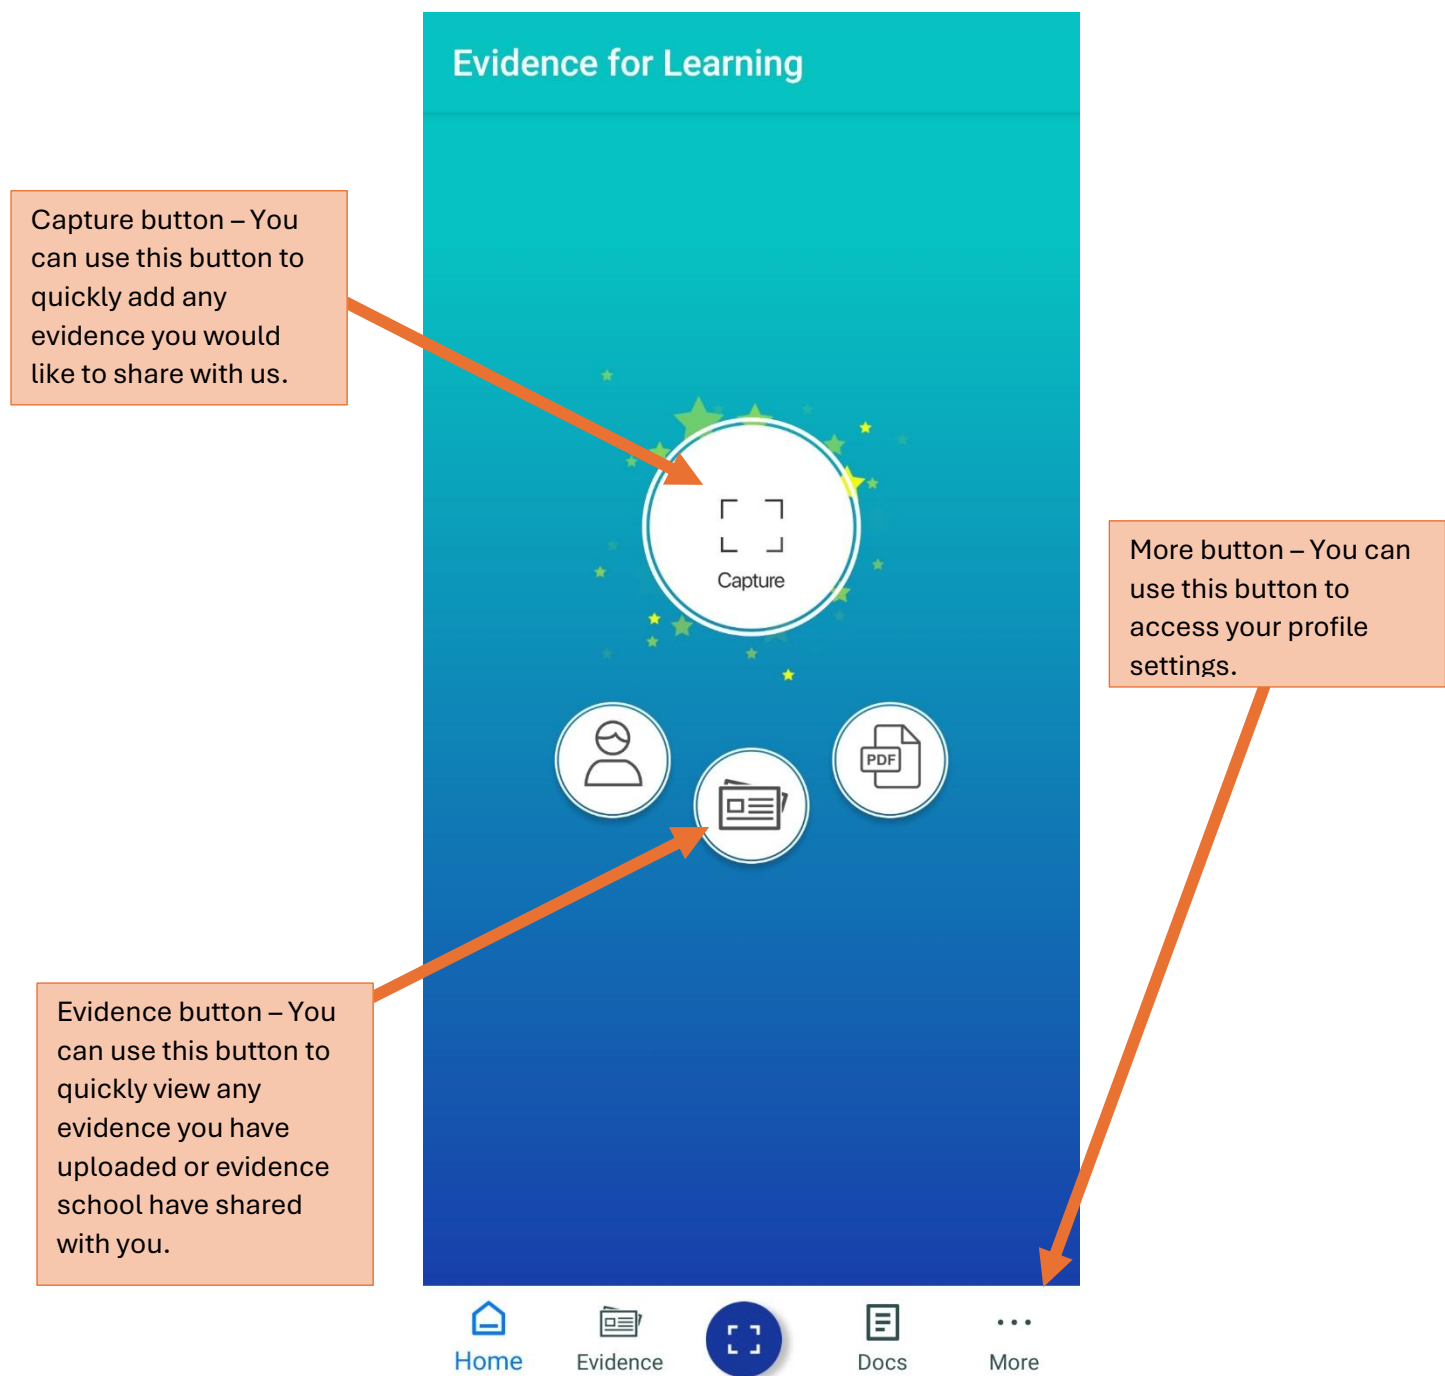 Evidence for Learning
Capture button – You
can use this button to
quickly add any
evidence you would
like to share with us.
Capture
More button – You can
use this button to
access your profile
settings.
PDF
Evidence button – You
can use this button to
quickly view any
evidence you have
uploaded or evidence
school have shared
with you.
Home
Evidence
Docs
More